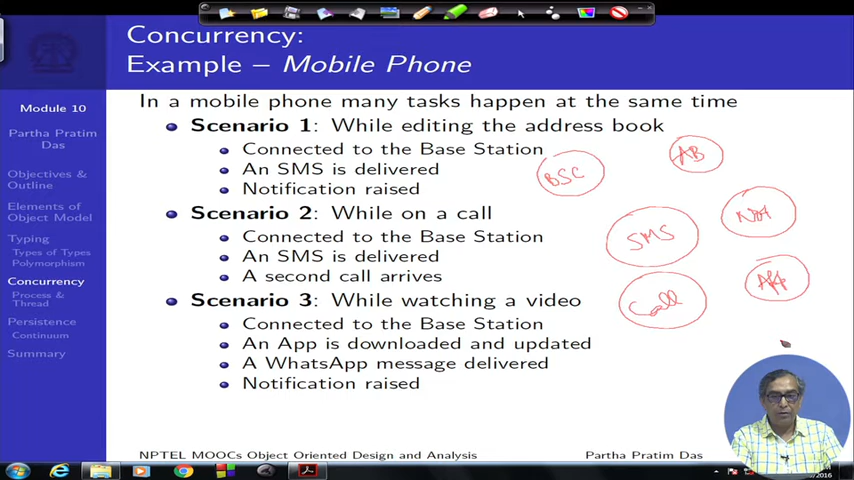 Concurrency:
Example – Mobile Phone
Module 10
Partha Pratim
Das
Objectives &
Outline
Elements of
Object Model
Typing
Types of Types
Polymorphism
Concurrency
Process &
Thread
Persistence
Continuum
Summary
In a mobile phone many tasks happen at the same time
Scenario 1: While editing the address book
Connected to the Base Station
An SMS is delivered
Notification raised
Scenario 2: While on a call
Connected to the Base Station
An SMS is delivered
A second call arrives
Scenario 3: While watching a video
Connected to the Base Station
An App is downloaded and updated
A WhatsApp message delivered
Notification raised
BSC
AB
SMS
Call
App
NPTEL MOOCs Object Oriented Design and Analysis
Partha Pratim Das